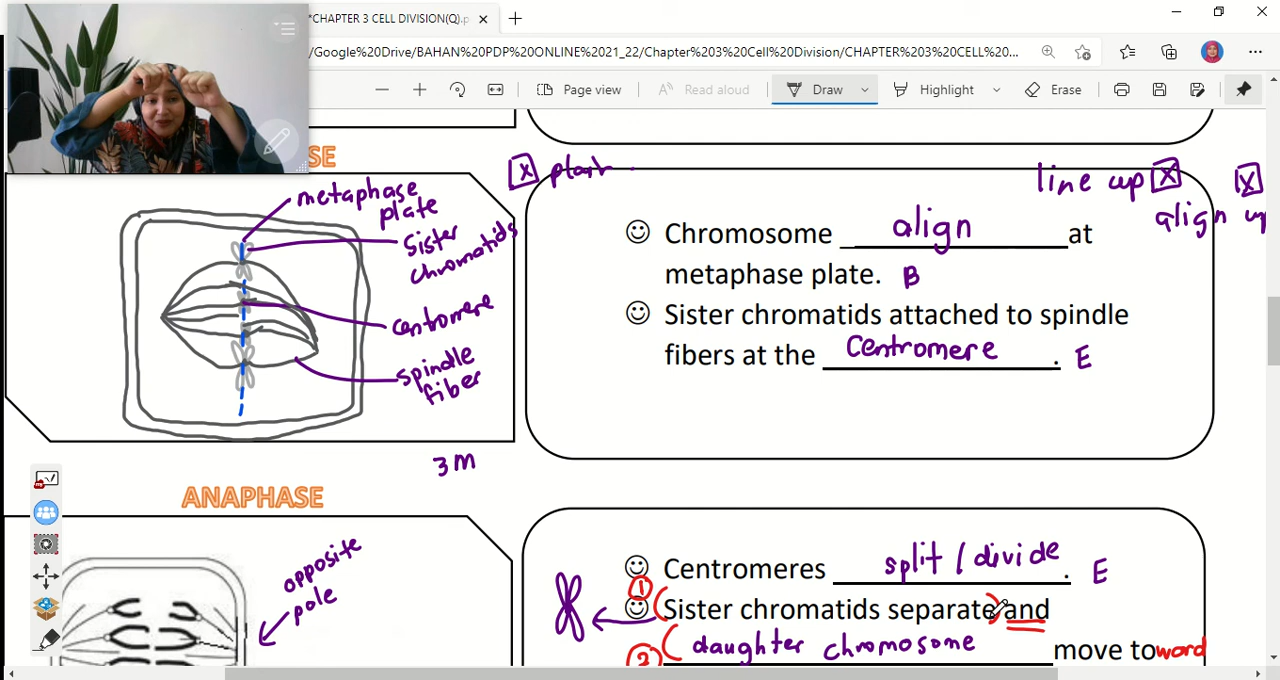 *CHAPTER 3 CELL DIVISION(Q).p
/Google%20Drive/BAHAN%20PDP%20ONLINE%202021_22/Chapter%203%20Cell%20Division/CHAPTER%203%20CELL%20...
Page view
Read aloud
Draw
Highlight
Erase
SE
metaphase
plate
Sister
chromatids
centromere
spindle
fiber
3M
x plate
line up x
x
align up
Chromosome align at
metaphase plate. B
Sister chromatids attached to spindle
fibers at the Centromere. E
ANAPHASE
opposite
pole
Centromeres split / divide. E
1 (Sister chromatids separate) and
2 (daughter chromosome move toword